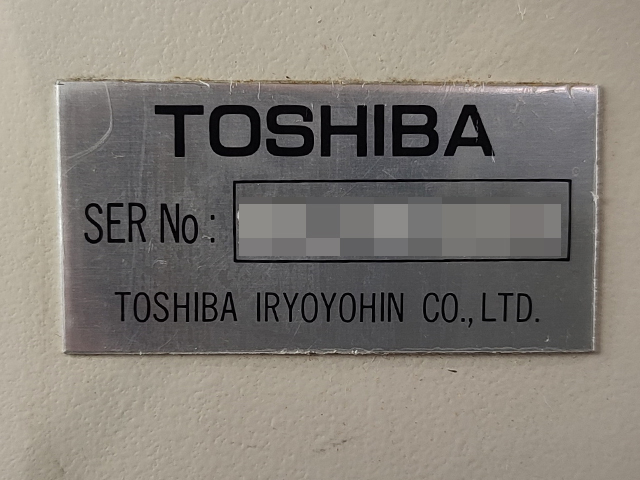 TOSHIBA
SER No:
TOSHIBA IRYOYOHIN CO., LTD.